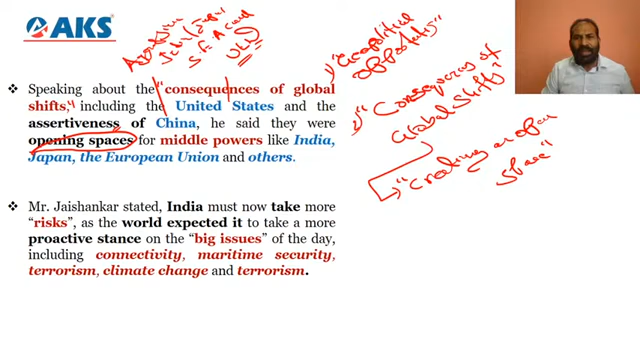 AKS
1) "Geopolitical
Speaking about the "consequences of global
shifts," including the United States and the
assertiveness of China, he said they were
opening spaces for middle powers like India,
Japan, the European Union and others.
2) "Consequences of
Global Shifts"
"Creating an open
Space"
Mr. Jaishankar stated, India must now take more
"risks", as the world expected it to take a more
proactive stance on the "big issues" of the day,
including connectivity, maritime security,
terrorism, climate change and terrorism.